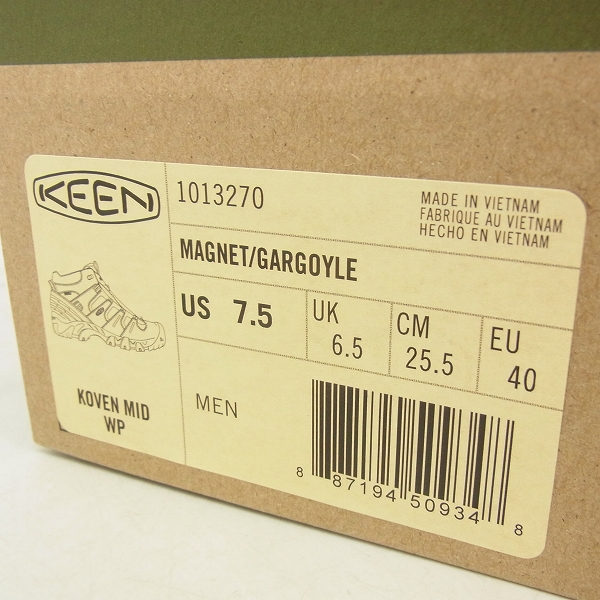 KEEN
1013270
MADE IN VIETNAM
FABRIQUE AU VIETNAM
HECHO EN VIETNAM
MAGNET/GARGOYLE
US 7.5
UK 6.5
CM 25.5
EU 40
KOVEN MID
WP
MEN
8 87194 50934 8